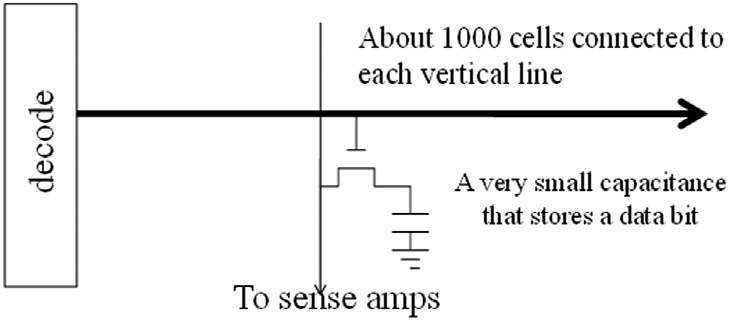 decode
About 1000 cells connected to
each vertical line
A very small capacitance
that stores a data bit
To sense amps